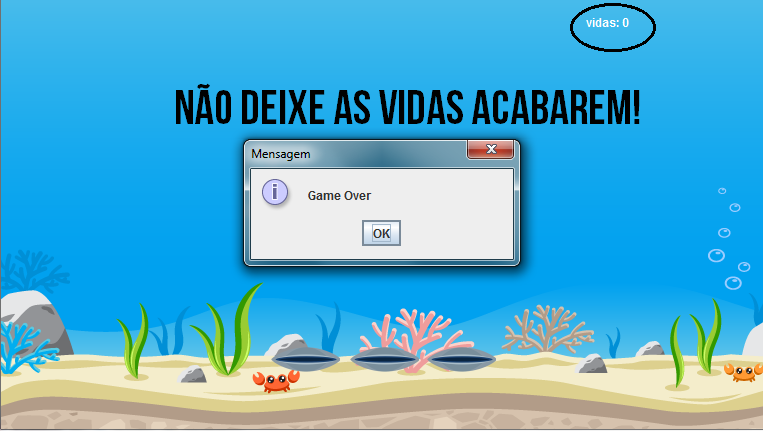 vidas: 0
NÃO DEIXE AS VIDAS ACABAREM!
Mensagem
Game Over
OK